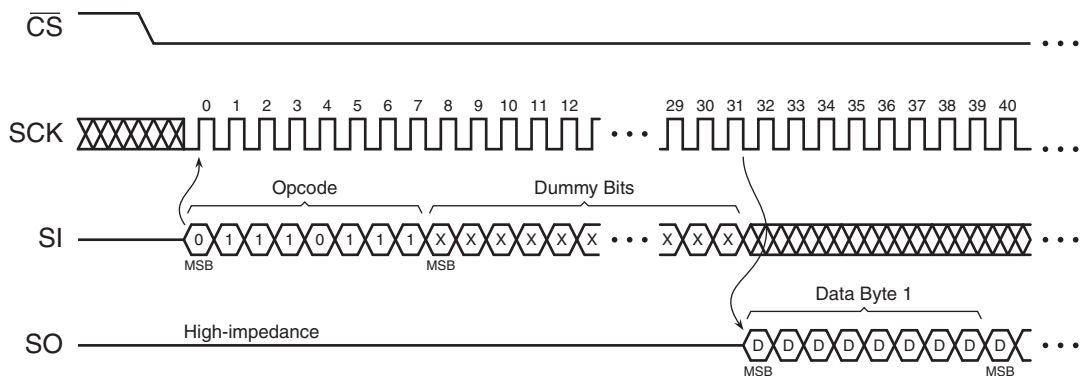 CS
SCK
0 1 2 3 4 5 6 7 8 9 10 11 12 29 30 31 32 33 34 35 36 37 38 39 40
Opcode Dummy Bits
SI
0 1 1 1 0 1 1 1 X X X X X X X X X
MSB MSB
Data Byte 1
High-impedance
SO
D D D D D D D D D
MSB MSB